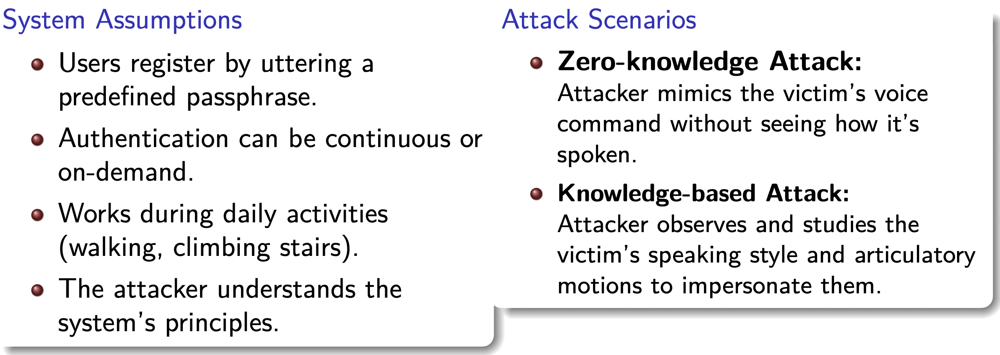 System Assumptions
Users register by uttering a
predefined passphrase.
Authentication can be continuous or
on-demand.
Works during daily activities
(walking, climbing stairs).
The attacker understands the
system's principles.
Attack Scenarios
Zero-knowledge Attack:
Attacker mimics the victim's voice
command without seeing how it's
spoken.
Knowledge-based Attack:
Attacker observes and studies the
victim's speaking style and articulatory
motions to impersonate them.